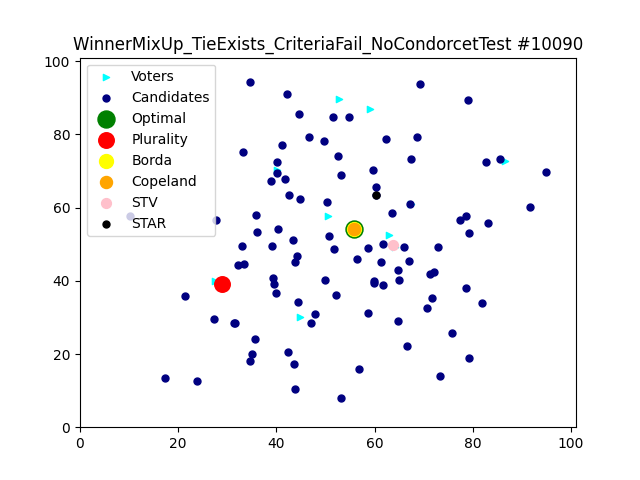 WinnerMixUp_TieExists_CriteriaFail_NoCondorcetTest #10090
100
80
60
40
20
0
0 20 40 60 80 100
Voters
Candidates
Optimal
Plurality
Borda
Copeland
STV
STAR